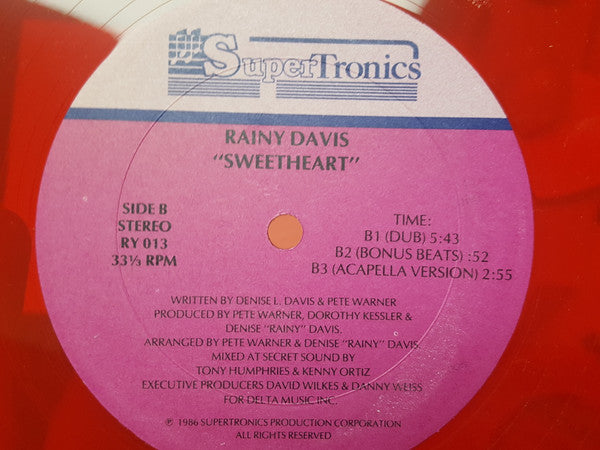 SuperTronics
RAINY DAVIS
"SWEETHEART"
SIDE B
STEREO
RY 013
33⅓ RPM
TIME:
B1 (DUB) 5:43
B2 (BONUS BEATS) :52
B3 (ACAPELLA VERSION) 2:55
WRITTEN BY DENISE L. DAVIS & PETE WARNER
PRODUCED BY PETE WARNER, DOROTHY KESSLER &
DENISE "RAINY" DAVIS.
ARRANGED BY PETE WARNER & DENISE "RAINY" DAVIS.
MIXED AT SECRET SOUND BY
TONY HUMPHRIES & KENNY ORTIZ
EXECUTIVE PRODUCERS DAVID WILKES & DANNY WEISS
FOR DELTA MUSIC INC.
℗ 1986 SUPERTRONICS PRODUCTION CORPORATION
ALL RIGHTS RESERVED